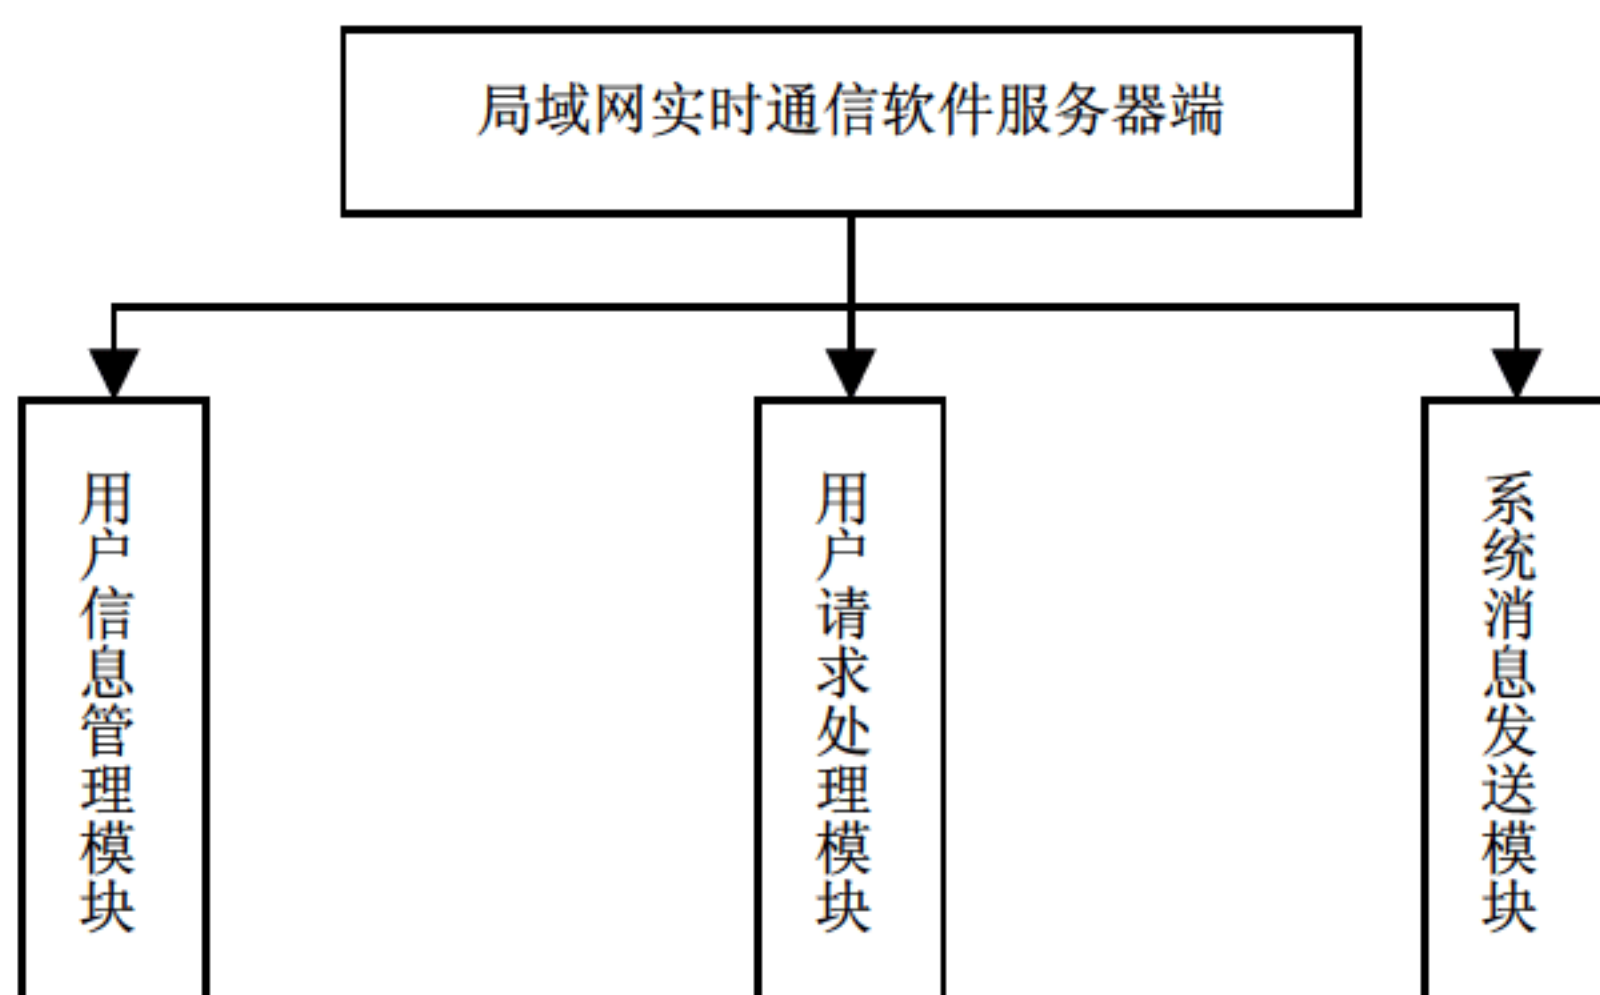 局域网实时通信软件服务器端
用户信息管理模块
用户请求处理模块
系统消息发送模块